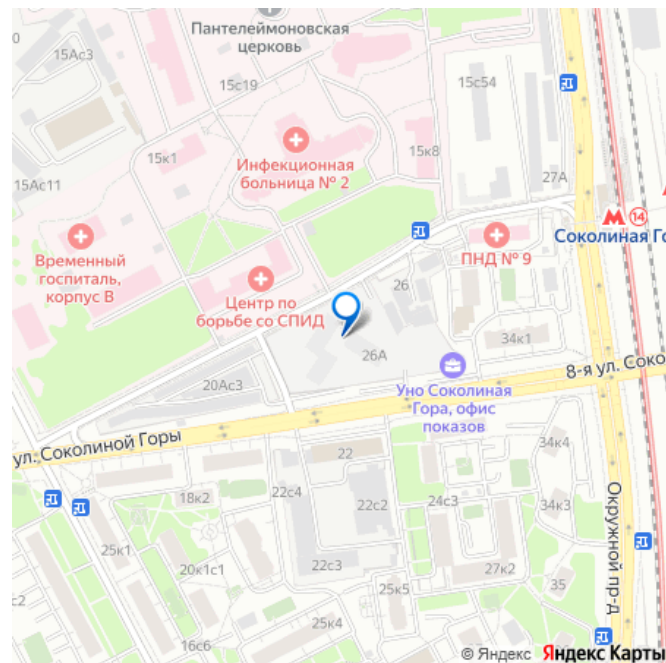 15Ас3
Пантелеймоновская
церковь
15с19
15с54
15к1
Инфекционная
больница № 2
15к8
15Ас11
27А
14
Соколиная Го
Временный
госпиталь,
корпус В
ПНД № 9
Центр по
борьбе со СПИД
26
34к1
26А
20Ас3
8-я ул. Соко
Уно Соколиная
Гора, офис
показов
ул. Соколиной Горы
22
34к4
18к2
22с4
22с2
24с3
34к3
Окружной пр-д
25к1
20к1с1
22с3
27к2
с2
25к5
35
16к6
25к4
© Яндекс Яндекс Карты